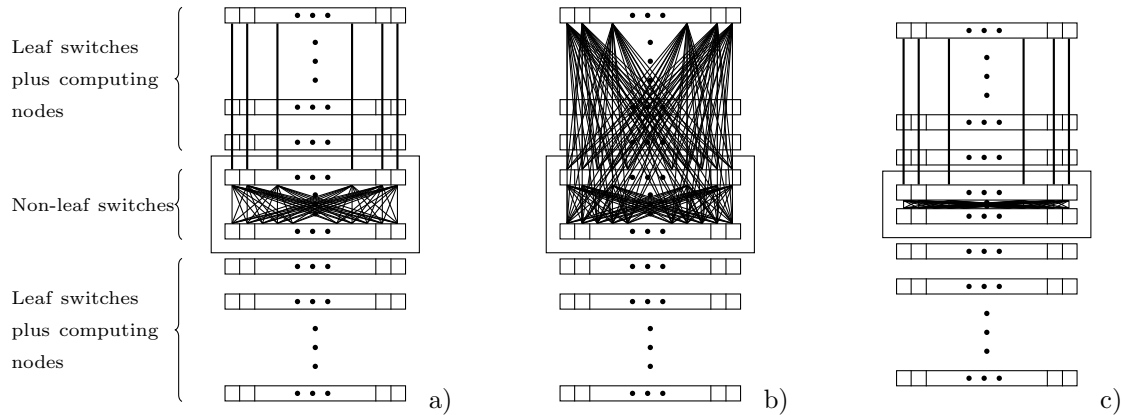 Leaf switches
plus computing
nodes
Non-leaf switches
Leaf switches
plus computing
nodes
a)
b)
c)